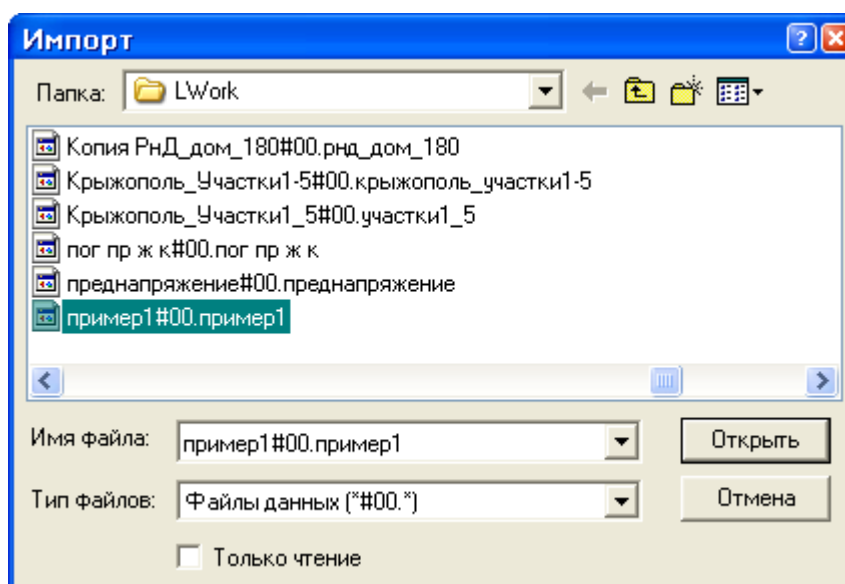 Импорт
Папка: LWork
Копия РнД_дом_180#00.рнд_дом_180
Крыжополь_Участки1-5#00.крыжополь_участки1-5
Крыжополь_Участки1_5#00.участки1_5
пог пр ж к#00.пог пр ж к
преднапряжение#00.преднапряжение
пример1#00.пример1
Имя файла: пример1#00.пример1 Открыть
Тип файлов: Файлы данных (*#00.*) Отмена
Только чтение